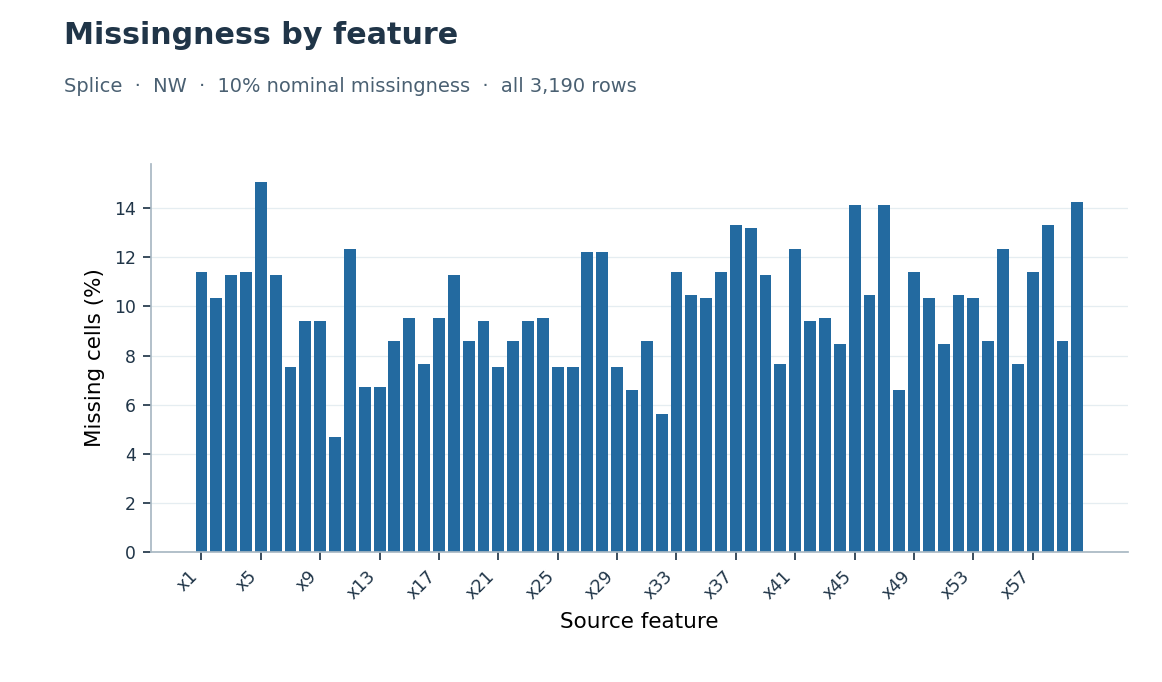 Missingness by feature
Splice · NW · 10% nominal missingness · all 3,190 rows
Missing cells (%)
14
12
10
8
6
4
2
0
x1 x5 x9 x13 x17 x21 x25 x29 x33 x37 x41 x45 x49 x53 x57
Source feature